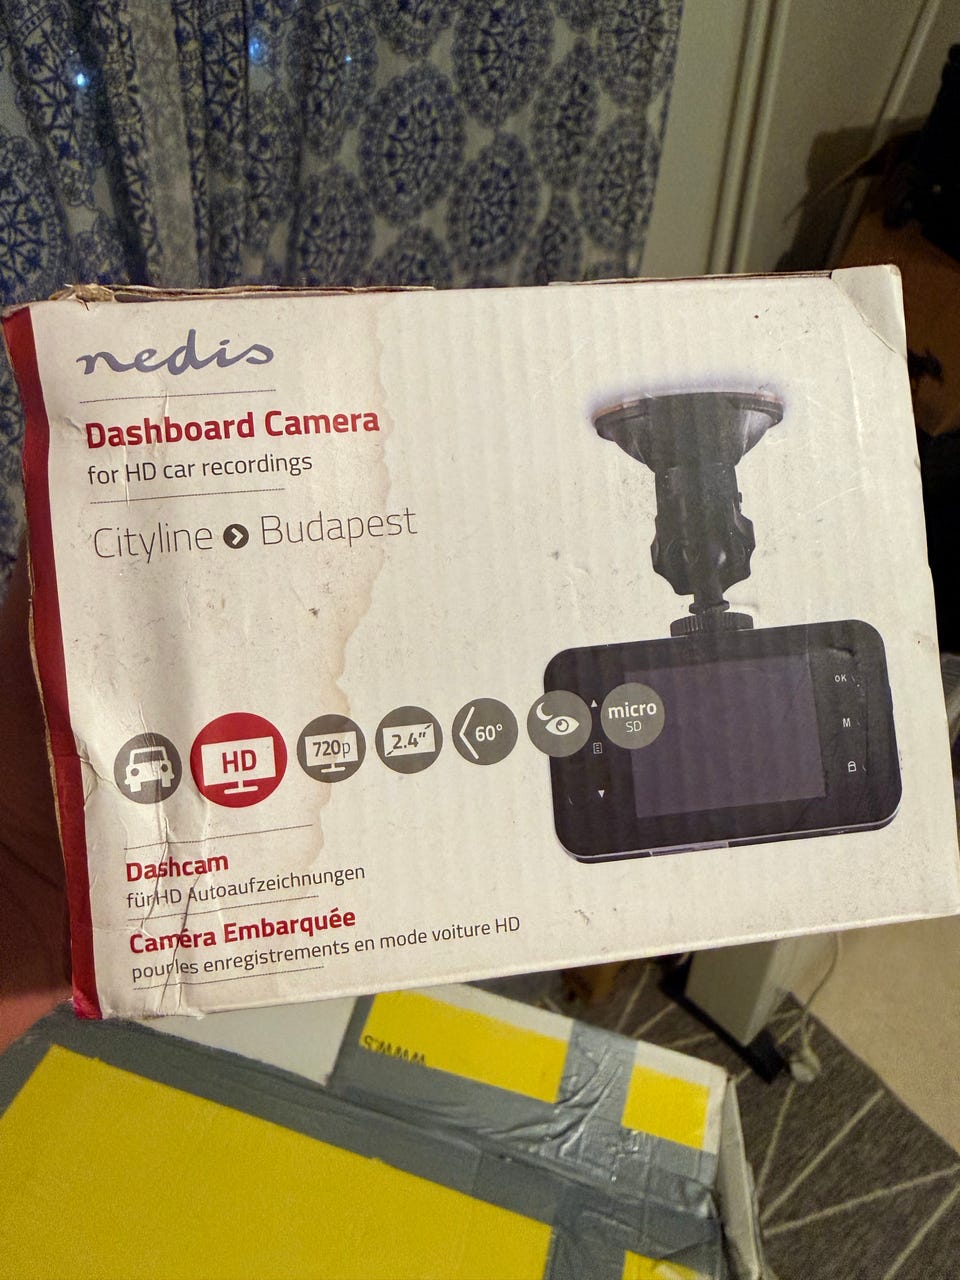 nedis
Dashboard Camera
for HD car recordings
Cityline Budapest
HD
720p
2.4"
60°
micro
SD
OK
M
Dashcam
für HD Autoaufzeichnungen
Caméra Embarquée
pour les enregistrements en mode voiture HD